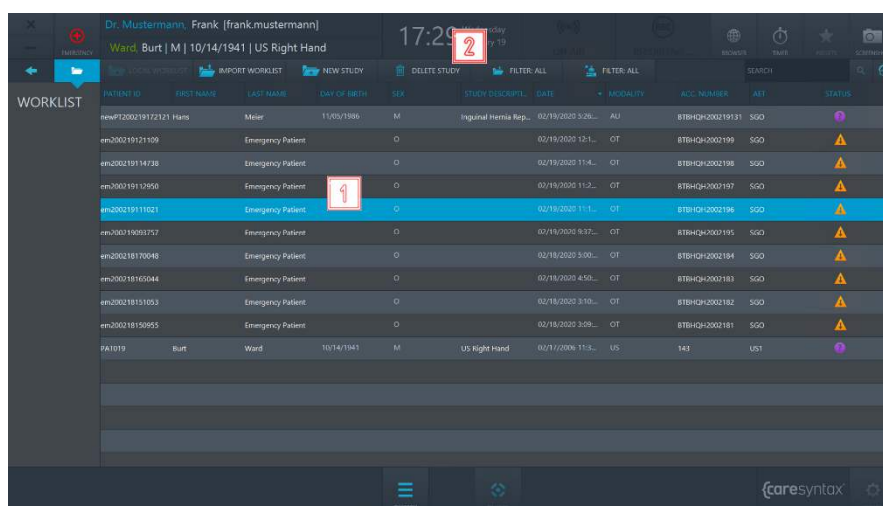 Dr. Mustermann, Frank [frank.mustermann]
Ward, Burt | M | 10/14/1941 | US Right Hand
17:29
2
EMERGENCY
BROWSER
TIMER
LOCAL WORKLIST
IMPORT WORKLIST
NEW STUDY
DELETE STUDY
FILTER: ALL
FILTER: ALL
SEARCH
WORKLIST
PATIENT ID FIRST NAME LAST NAME DAY OF BIRTH SEX STUDY DESCRIPTI... DATE MODALITY ACC. NUMBER AET STATUS
newPT200219172121 Hans Meier 11/05/1986 M Inguinal Hernia Rep... 02/19/2020 5:26:... AU BTBHQH200219131 SGO ?
em200219121109 Emergency Patient O 02/19/2020 12:1... OT BTBHQH2002199 SGO
em200219114738 Emergency Patient O 02/19/2020 11:4... OT BTBHQH2002198 SGO
em200219112950 Emergency Patient 1 O 02/19/2020 11:2... OT BTBHQH2002197 SGO
em200219111021 Emergency Patient O 02/19/2020 11:1... OT BTBHQH2002196 SGO
em200219093757 Emergency Patient O 02/19/2020 9:37:... OT BTBHQH2002195 SGO
em200218170048 Emergency Patient O 02/18/2020 5:00:... OT BTBHQH2002184 SGO
em200218165044 Emergency Patient O 02/18/2020 4:50:... OT BTBHQH2002183 SGO
em200218151053 Emergency Patient O 02/18/2020 3:10:... OT BTBHQH2002182 SGO
em200218150955 Emergency Patient O 02/18/2020 3:09:... OT BTBHQH2002181 SGO
PAT019 Burt Ward 10/14/1941 M US Right Hand 02/17/2006 11:3... US 143 US1 ?
{caresyntax